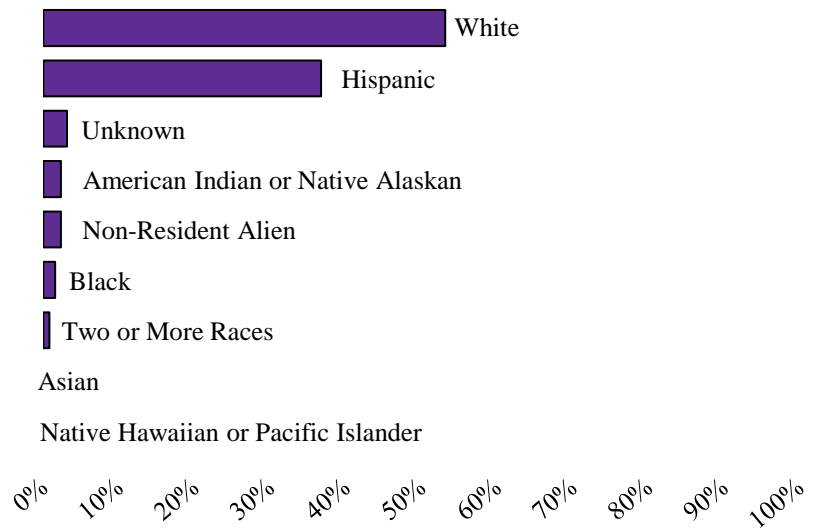 White
Hispanic
Unknown
American Indian or Native Alaskan
Non-Resident Alien
Black
Two or More Races
Asian
Native Hawaiian or Pacific Islander
0% 10% 20% 30% 40% 50% 60% 70% 80% 90% 100%